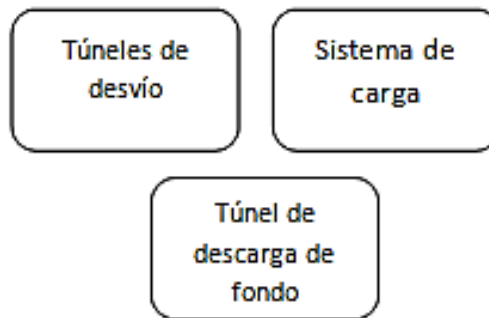 Túneles de
desvío
Sistema de
carga
Túnel de
descarga de
fondo